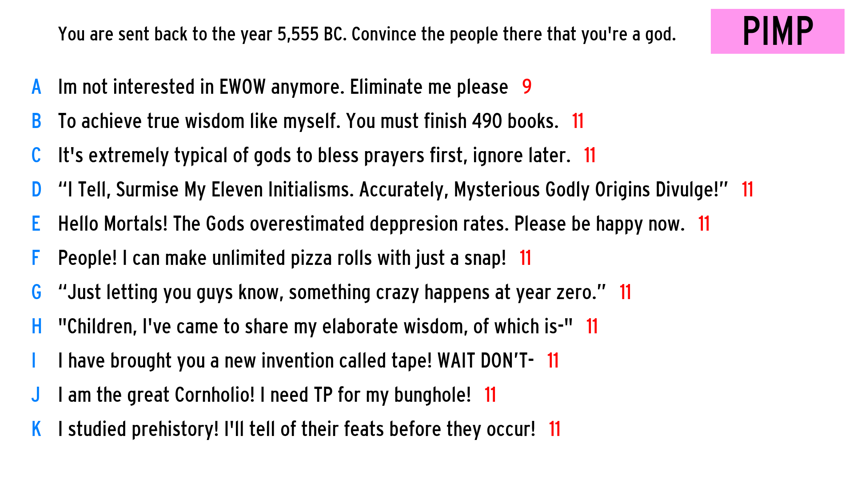 You are sent back to the year 5,555 BC. Convince the people there that you're a god.
PIMP
A Im not interested in EWOW anymore. Eliminate me please 9
B To achieve true wisdom like myself. You must finish 490 books. 11
C It's extremely typical of gods to bless prayers first, ignore later. 11
D “I Tell, Surmise My Eleven Initialisms. Accurately, Mysterious Godly Origins Divulge!” 11
E Hello Mortals! The Gods overestimated deppresion rates. Please be happy now. 11
F People! I can make unlimited pizza rolls with just a snap! 11
G “Just letting you guys know, something crazy happens at year zero.” 11
H "Children, I've came to share my elaborate wisdom, of which is-" 11
I I have brought you a new invention called tape! WAIT DON’T- 11
J I am the great Cornholio! I need TP for my bunghole! 11
K I studied prehistory! I'll tell of their feats before they occur! 11